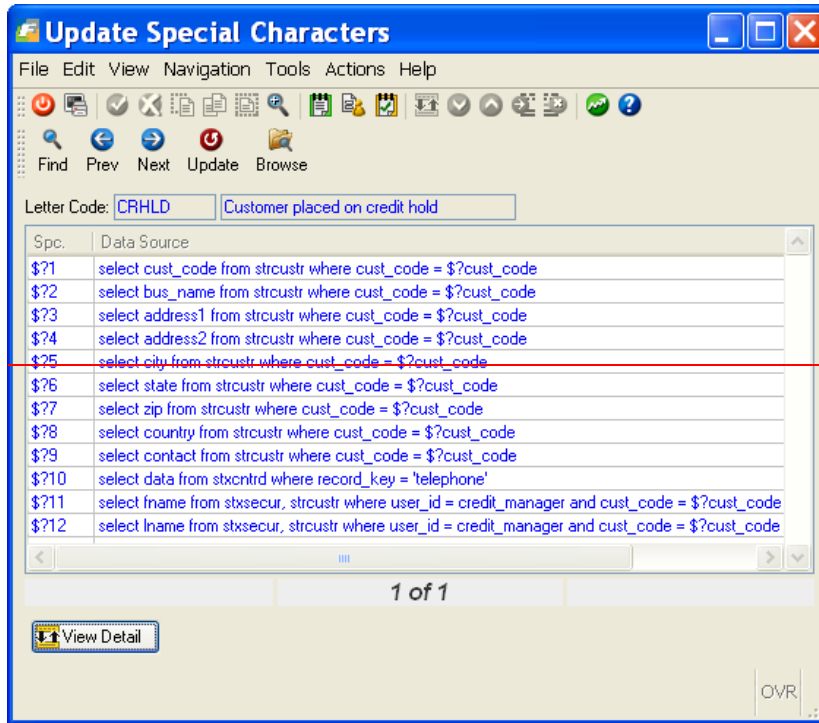 Update Special Characters
File Edit View Navigation Tools Actions Help
Find Prev Next Update Browse
Letter Code: CRHLD Customer placed on credit hold
Spc. Data Source
$?1 select cust_code from strcustr where cust_code = $?cust_code
$?2 select bus_name from strcustr where cust_code = $?cust_code
$?3 select address1 from strcustr where cust_code = $?cust_code
$?4 select address2 from strcustr where cust_code = $?cust_code
$?5 select city from strcustr where cust_code = $?cust_code
$?6 select state from strcustr where cust_code = $?cust_code
$?7 select zip from strcustr where cust_code = $?cust_code
$?8 select country from strcustr where cust_code = $?cust_code
$?9 select contact from strcustr where cust_code = $?cust_code
$?10 select data from stxcntrd where record_key = 'telephone'
$?11 select fname from stxsecur, strcustr where user_id = credit_manager and cust_code = $?cust_code
$?12 select lname from stxsecur, strcustr where user_id = credit_manager and cust_code = $?cust_code
1 of 1
View Detail
OVR